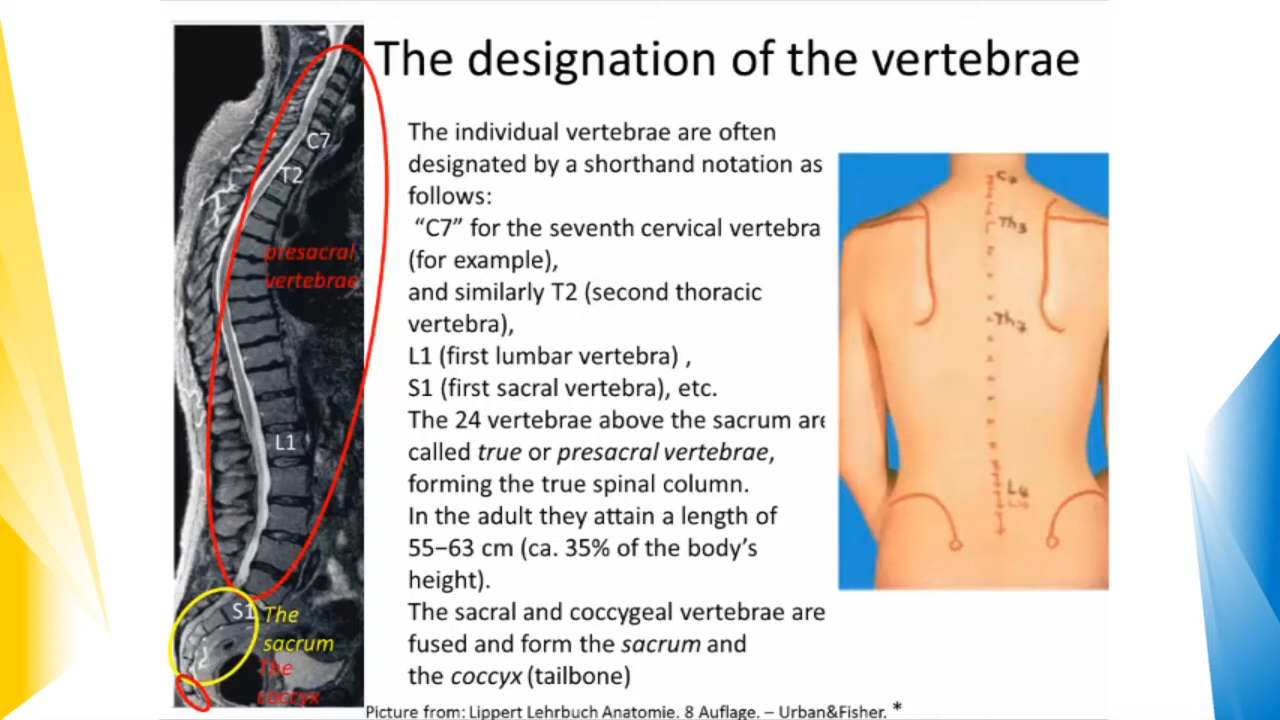 The designation of the vertebrae
The individual vertebrae are often
designated by a shorthand notation as
follows:
“C7” for the seventh cervical vertebra
(for example),
and similarly T2 (second thoracic
vertebra),
L1 (first lumbar vertebra) ,
S1 (first sacral vertebra), etc.
The 24 vertebrae above the sacrum are
called true or presacral vertebrae,
forming the true spinal column.
In the adult they attain a length of
55–63 cm (ca. 35% of the body’s
height).
The sacral and coccygeal vertebrae are
fused and form the sacrum and
the coccyx (tailbone)
C7
T2
presacral
vertebrae
L1
S1
The
sacrum
The
coccyx
C7
Th3
Th7
L4
Picture from: Lippert Lehrbuch Anatomie. 8 Auflage. – Urban&Fisher. *